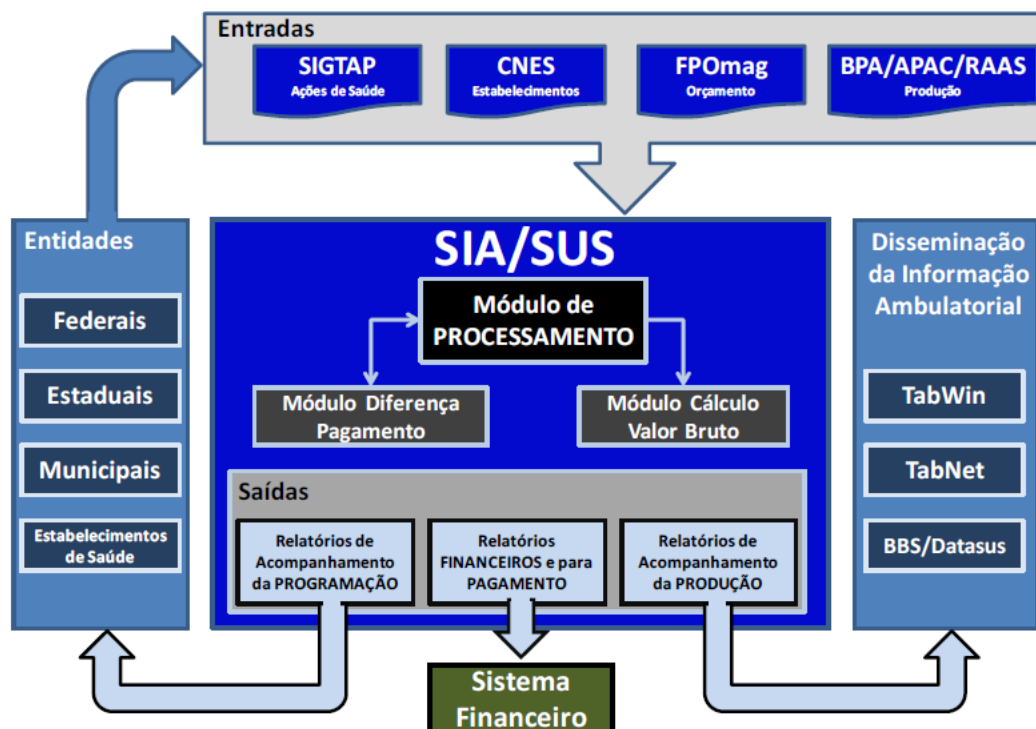 Entradas
SIGTAP
Ações de Saúde
CNES
Estabelecimentos
FPOmag
Orçamento
BPA/APAC/RAAS
Produção
Entidades
Federais
Estaduais
Municipais
Estabelecimentos
de Saúde
SIA/SUS
Módulo de
PROCESSAMENTO
Módulo Diferença
Pagamento
Módulo Cálculo
Valor Bruto
Saídas
Relatórios de
Acompanhamento
da PROGRAMAÇÃO
Relatórios
FINANCEIROS e para
PAGAMENTO
Relatórios de
Acompanhamento
da PRODUÇÃO
Disseminação
da Informação
Ambulatorial
TabWin
TabNet
BBS/Datasus
Sistema
Financeiro